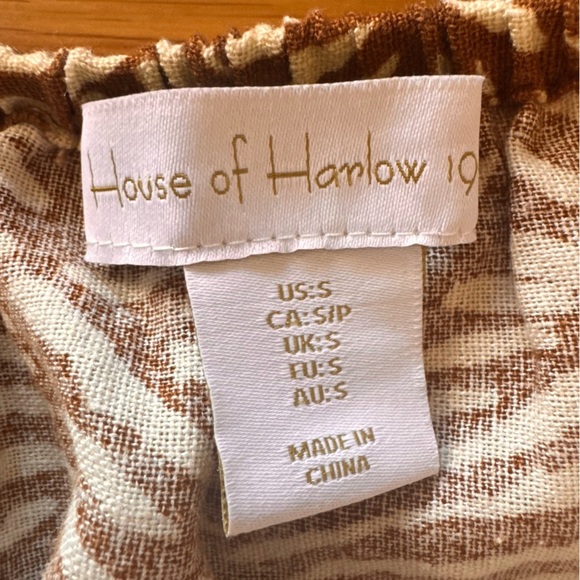 House of Harlow 19
US:S
CA:S/P
UK:S
EU:S
AU:S
MADE IN
CHINA